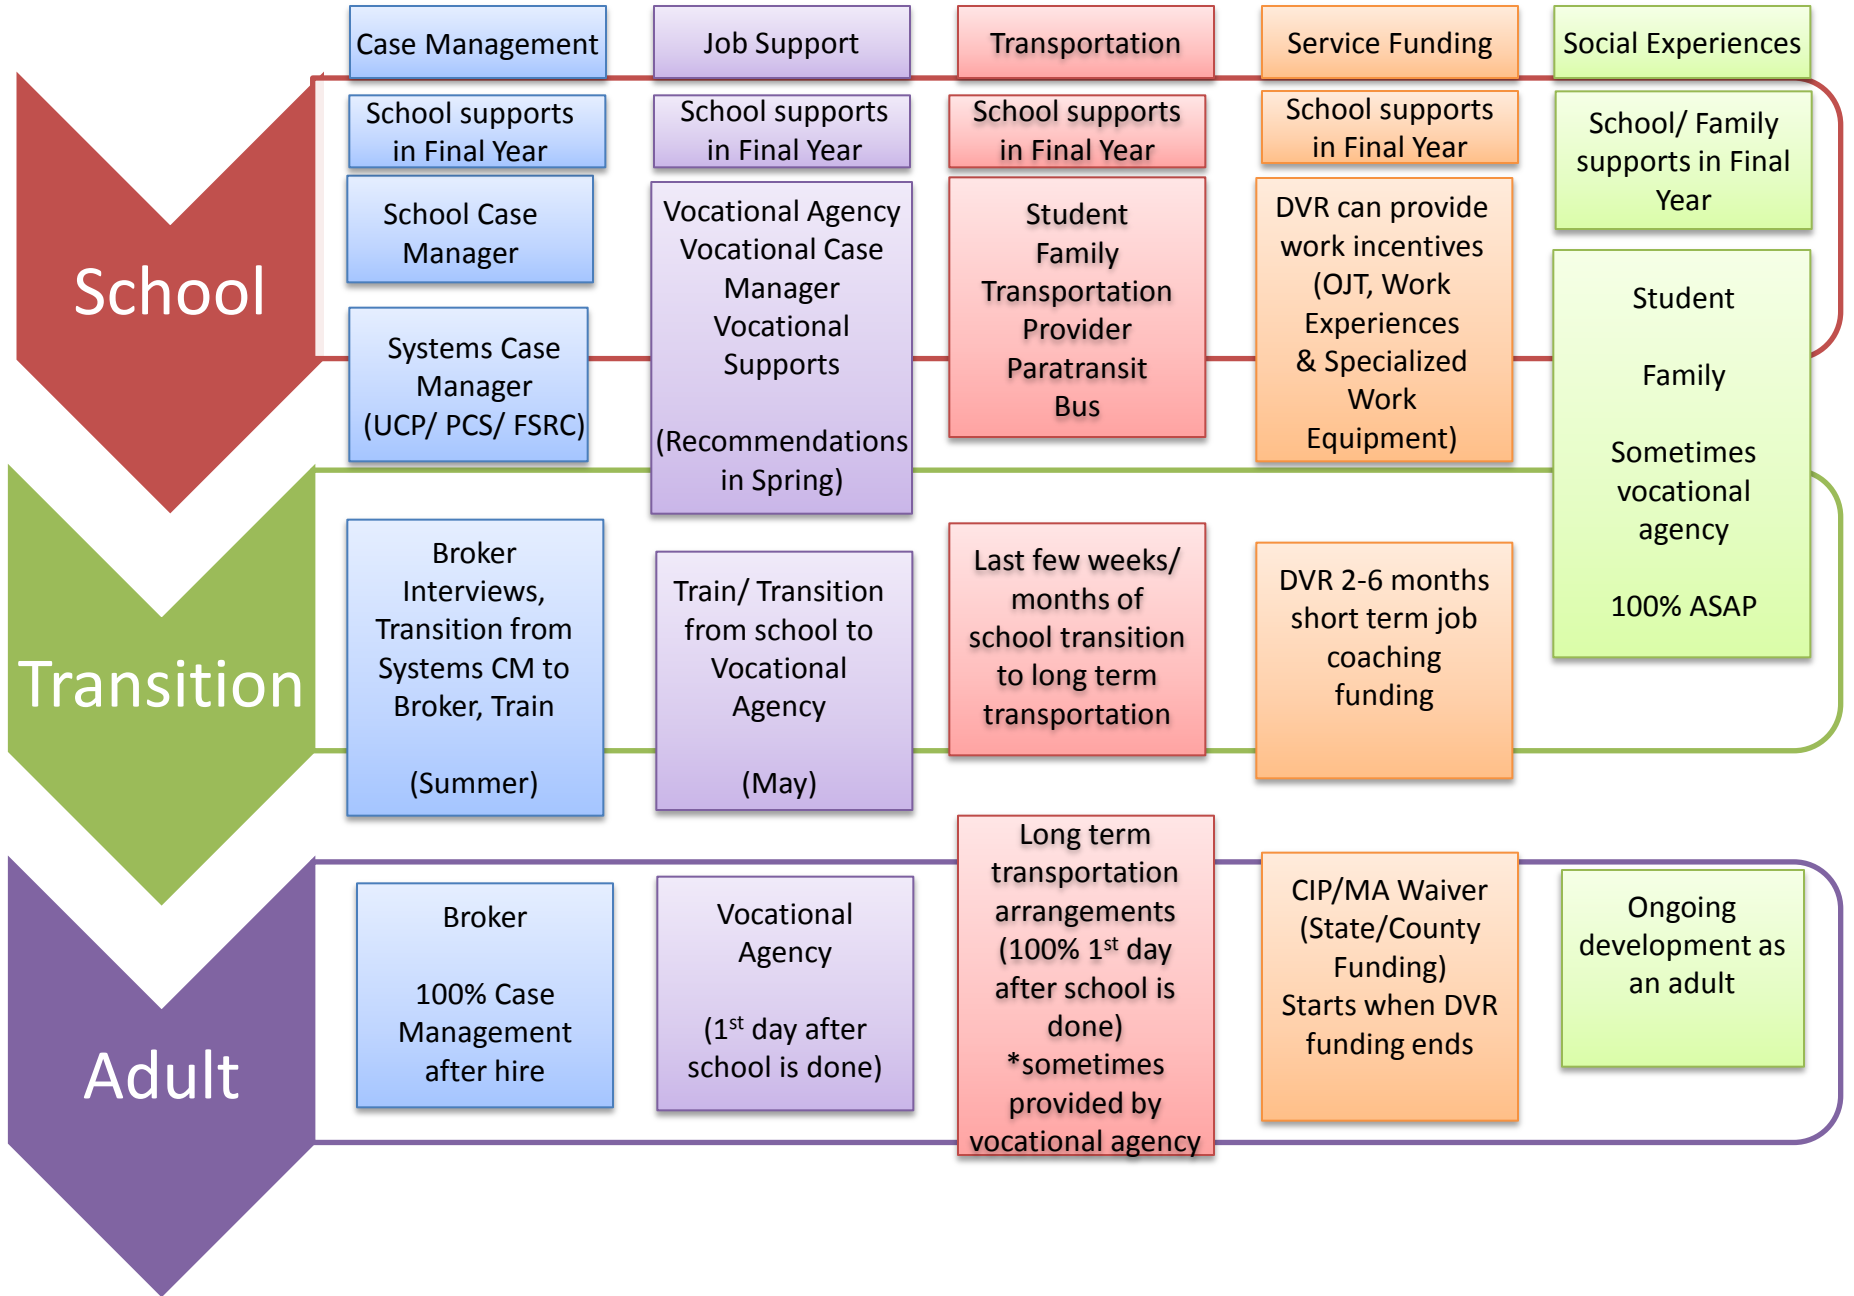 Case Management
Job Support
Transportation
Service Funding
Social Experiences
School
School supports
in Final Year
School Case
Manager
Systems Case
Manager
(UCP/ PCS/ FSRC)
School supports
in Final Year
Vocational Agency
Vocational Case
Manager
Vocational
Supports
(Recommendations
in Spring)
School supports
in Final Year
Student
Family
Transportation
Provider
Paratransit
Bus
School supports
in Final Year
DVR can provide
work incentives
(OJT, Work
Experiences
& Specialized
Work
Equipment)
School/ Family
supports in Final
Year
Student
Family
Sometimes
vocational
agency
100% ASAP
Transition
Broker
Interviews,
Transition from
Systems CM to
Broker, Train
(Summer)
Train/ Transition
from school to
Vocational
Agency
(May)
Last few weeks/
months of
school transition
to long term
transportation
DVR 2-6 months
short term job
coaching
funding
Adult
Broker
100% Case
Management
after hire
Vocational
Agency
(1st day after
school is done)
Long term
transportation
arrangements
(100% 1st day
after school is
done)
*sometimes
provided by
vocational agency
CIP/MA Waiver
(State/County
Funding)
Starts when DVR
funding ends
Ongoing
development as
an adult